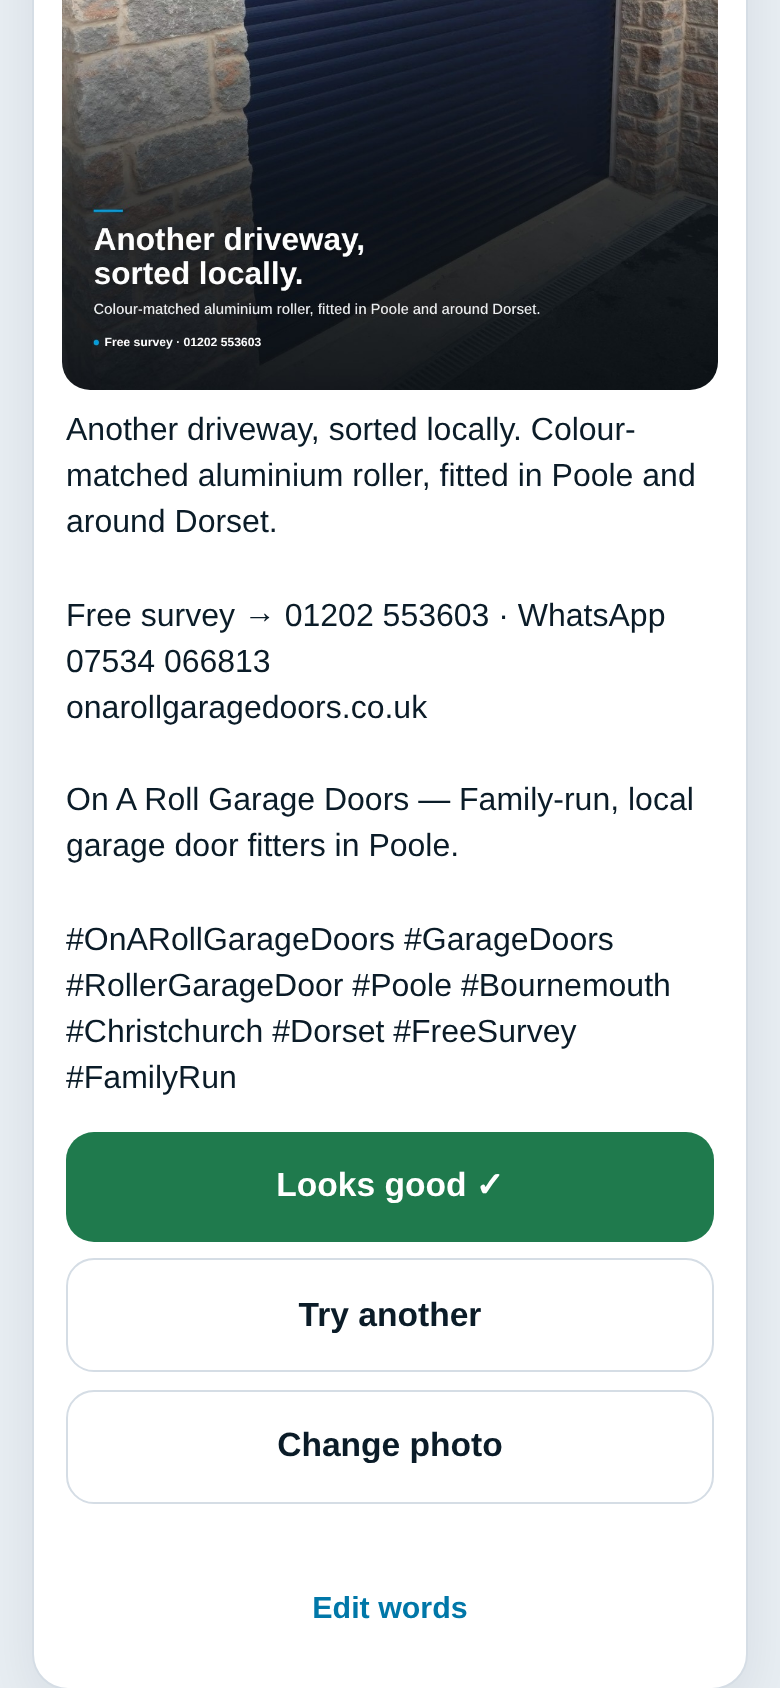 Another driveway,
sorted locally.
Colour-matched aluminium roller, fitted in Poole and around Dorset.
Free survey · 01202 553603
Another driveway, sorted locally. Colour-
matched aluminium roller, fitted in Poole and
around Dorset.
Free survey → 01202 553603 · WhatsApp
07534 066813
onarollgaragedoors.co.uk
On A Roll Garage Doors — Family-run, local
garage door fitters in Poole.
#OnARollGarageDoors #GarageDoors
#RollerGarageDoor #Poole #Bournemouth
#Christchurch #Dorset #FreeSurvey
#FamilyRun
Looks good ✓
Try another
Change photo
Edit words